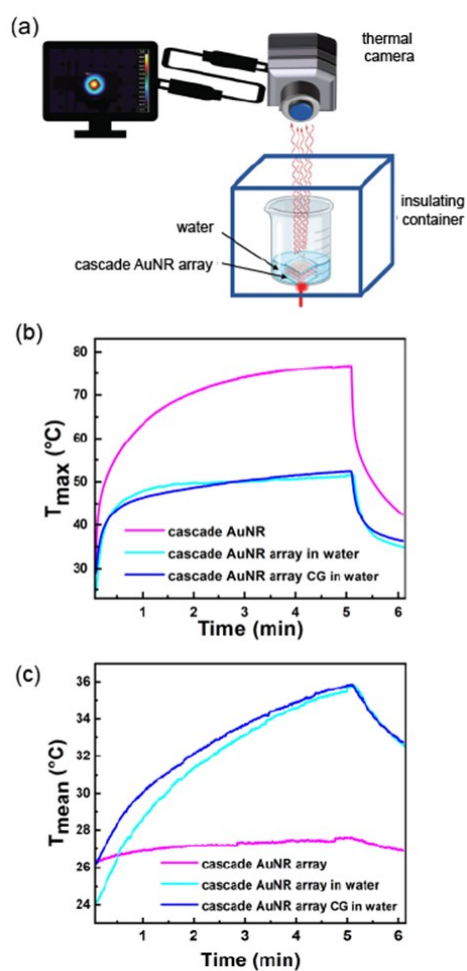 (a)
thermal
camera
insulating
container
water
cascade AuNR array
(b)
80
70
60
50
40
30
Tmax (°C)
cascade AuNR
cascade AuNR array in water
cascade AuNR array CG in water
1 2 3 4 5 6
Time (min)
(c)
36
34
32
30
28
26
24
Tmean(°C)
cascade AuNR array
cascade AuNR array in water
cascade AuNR array CG in water
1 2 3 4 5 6
Time (min)